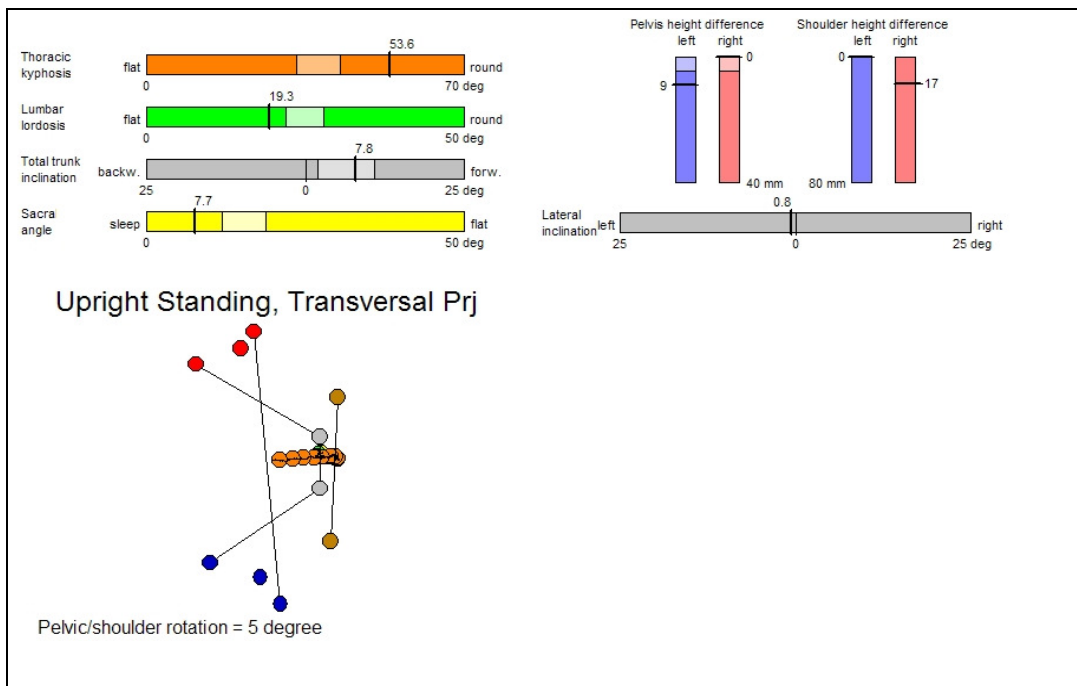 53.6
Thoracic
kyphosis
flat
round
0
70 deg
19.3
Lumbar
lordosis
flat
round
0
50 deg
7.8
Total trunk
inclination
backw.
forw.
25
0
25 deg
7.7
Sacral
angle
sleep
flat
0
50 deg
Pelvis height difference
left
right
0
9
40 mm
Shoulder height difference
left
right
0
17
80 mm
0.8
Lateral
inclination
left
right
25
0
25 deg
Upright Standing, Transversal Prj
Pelvic/shoulder rotation = 5 degree